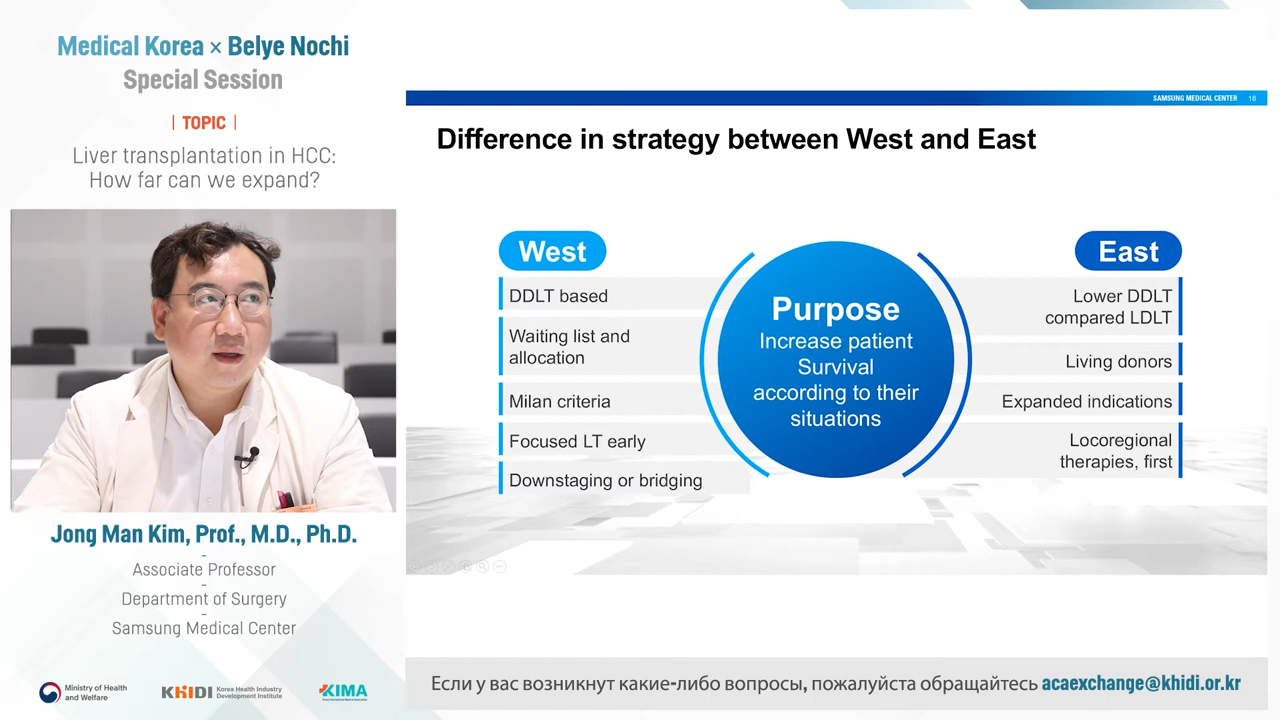 Medical Korea × Belye Nochi
Special Session
| TOPIC |
Liver transplantation in HCC:
How far can we expand?
Jong Man Kim, Prof., M.D., Ph.D.
-
Associate Professor
-
Department of Surgery
-
Samsung Medical Center
Ministry of Health
and Welfare
KHIDI
Korea Health Industry
Development Institute
KIMA
SAMSUNG MEDICAL CENTER 18
Difference in strategy between West and East
West
DDLT based
Waiting list and
allocation
Milan criteria
Focused LT early
Downstaging or bridging
Purpose
Increase patient
Survival
according to their
situations
East
Lower DDLT
compared LDLT
Living donors
Expanded indications
Locoregional
therapies, first
Если у вас возникнут какие-либо вопросы, пожалуйста обращайтесь acaexchange@khidi.or.kr